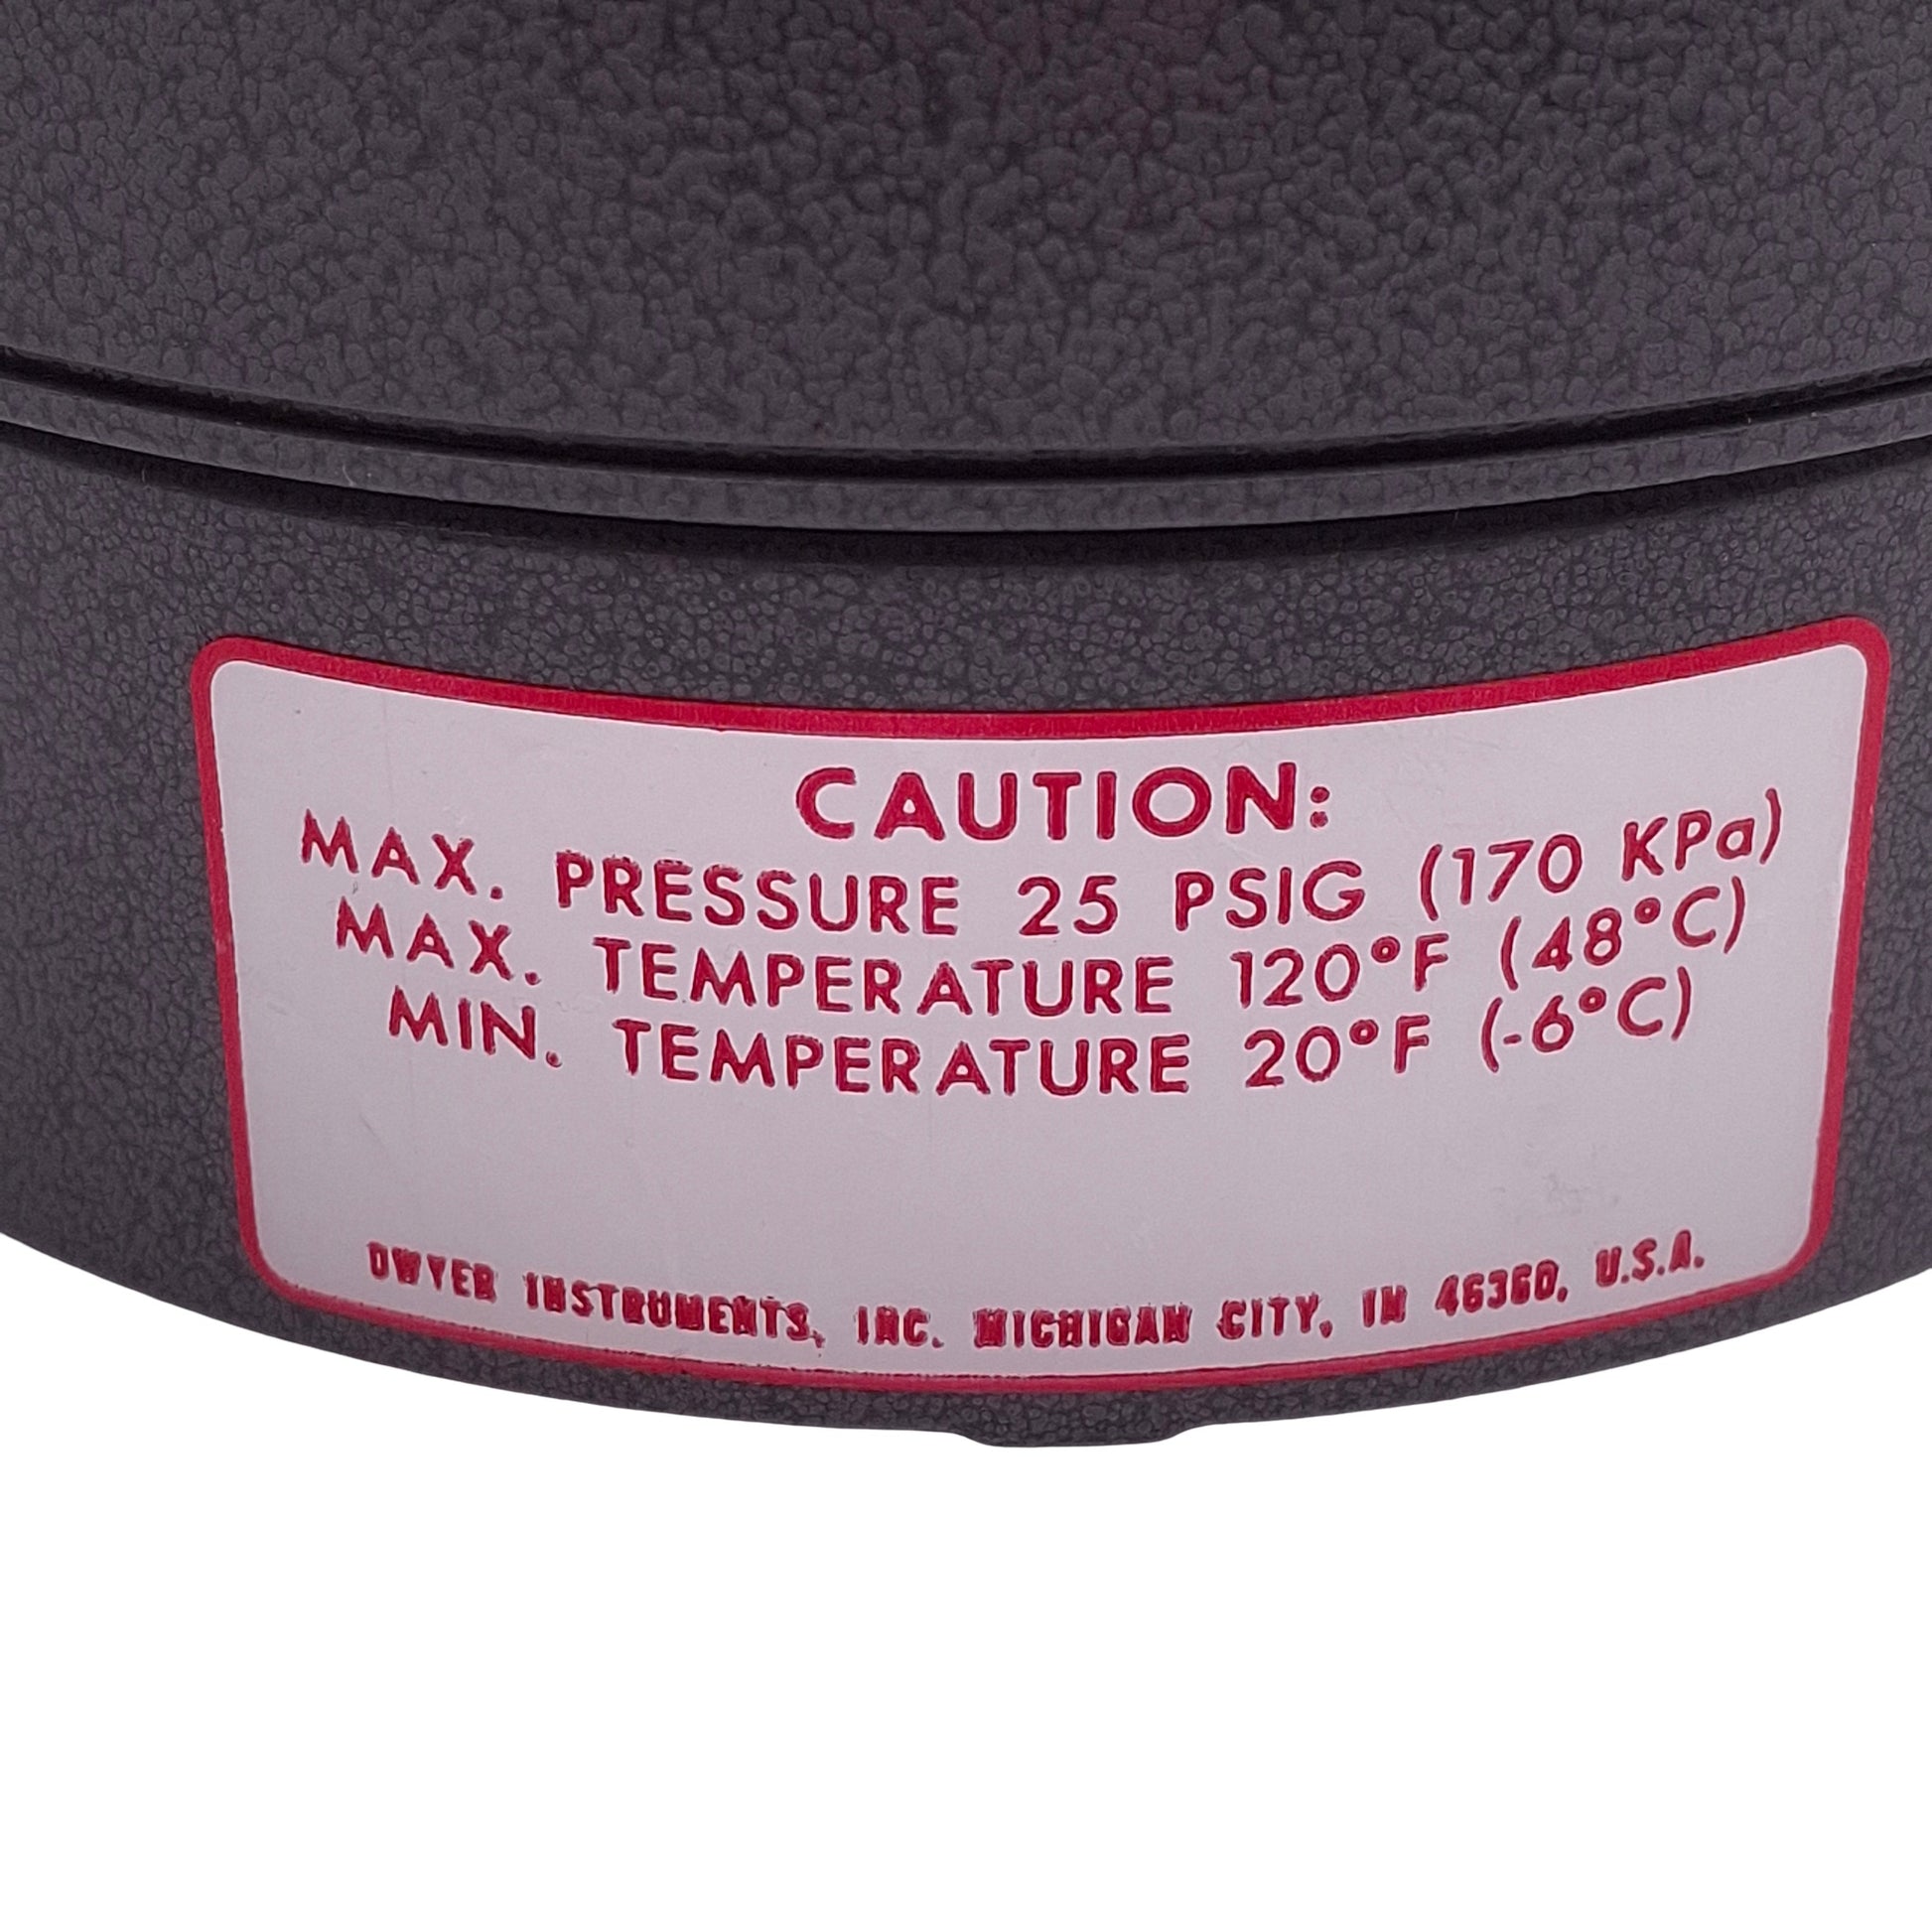 CAUTION:
MAX. PRESSURE 25 PSIG (170 KPa)
MAX. TEMPERATURE 120°F (48°C)
MIN. TEMPERATURE 20°F (-6°C)
DWYER INSTRUMENTS, INC. MICHIGAN CITY, IN 46360, U.S.A.